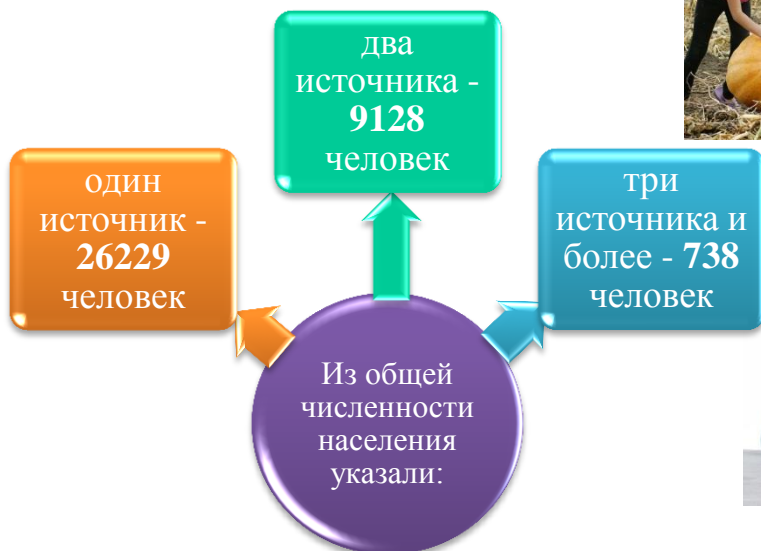 два
источника -
9128
человек
один
источник -
26229
человек
три
источника и
более - 738
человек
Из общей
численности
населения
указали: